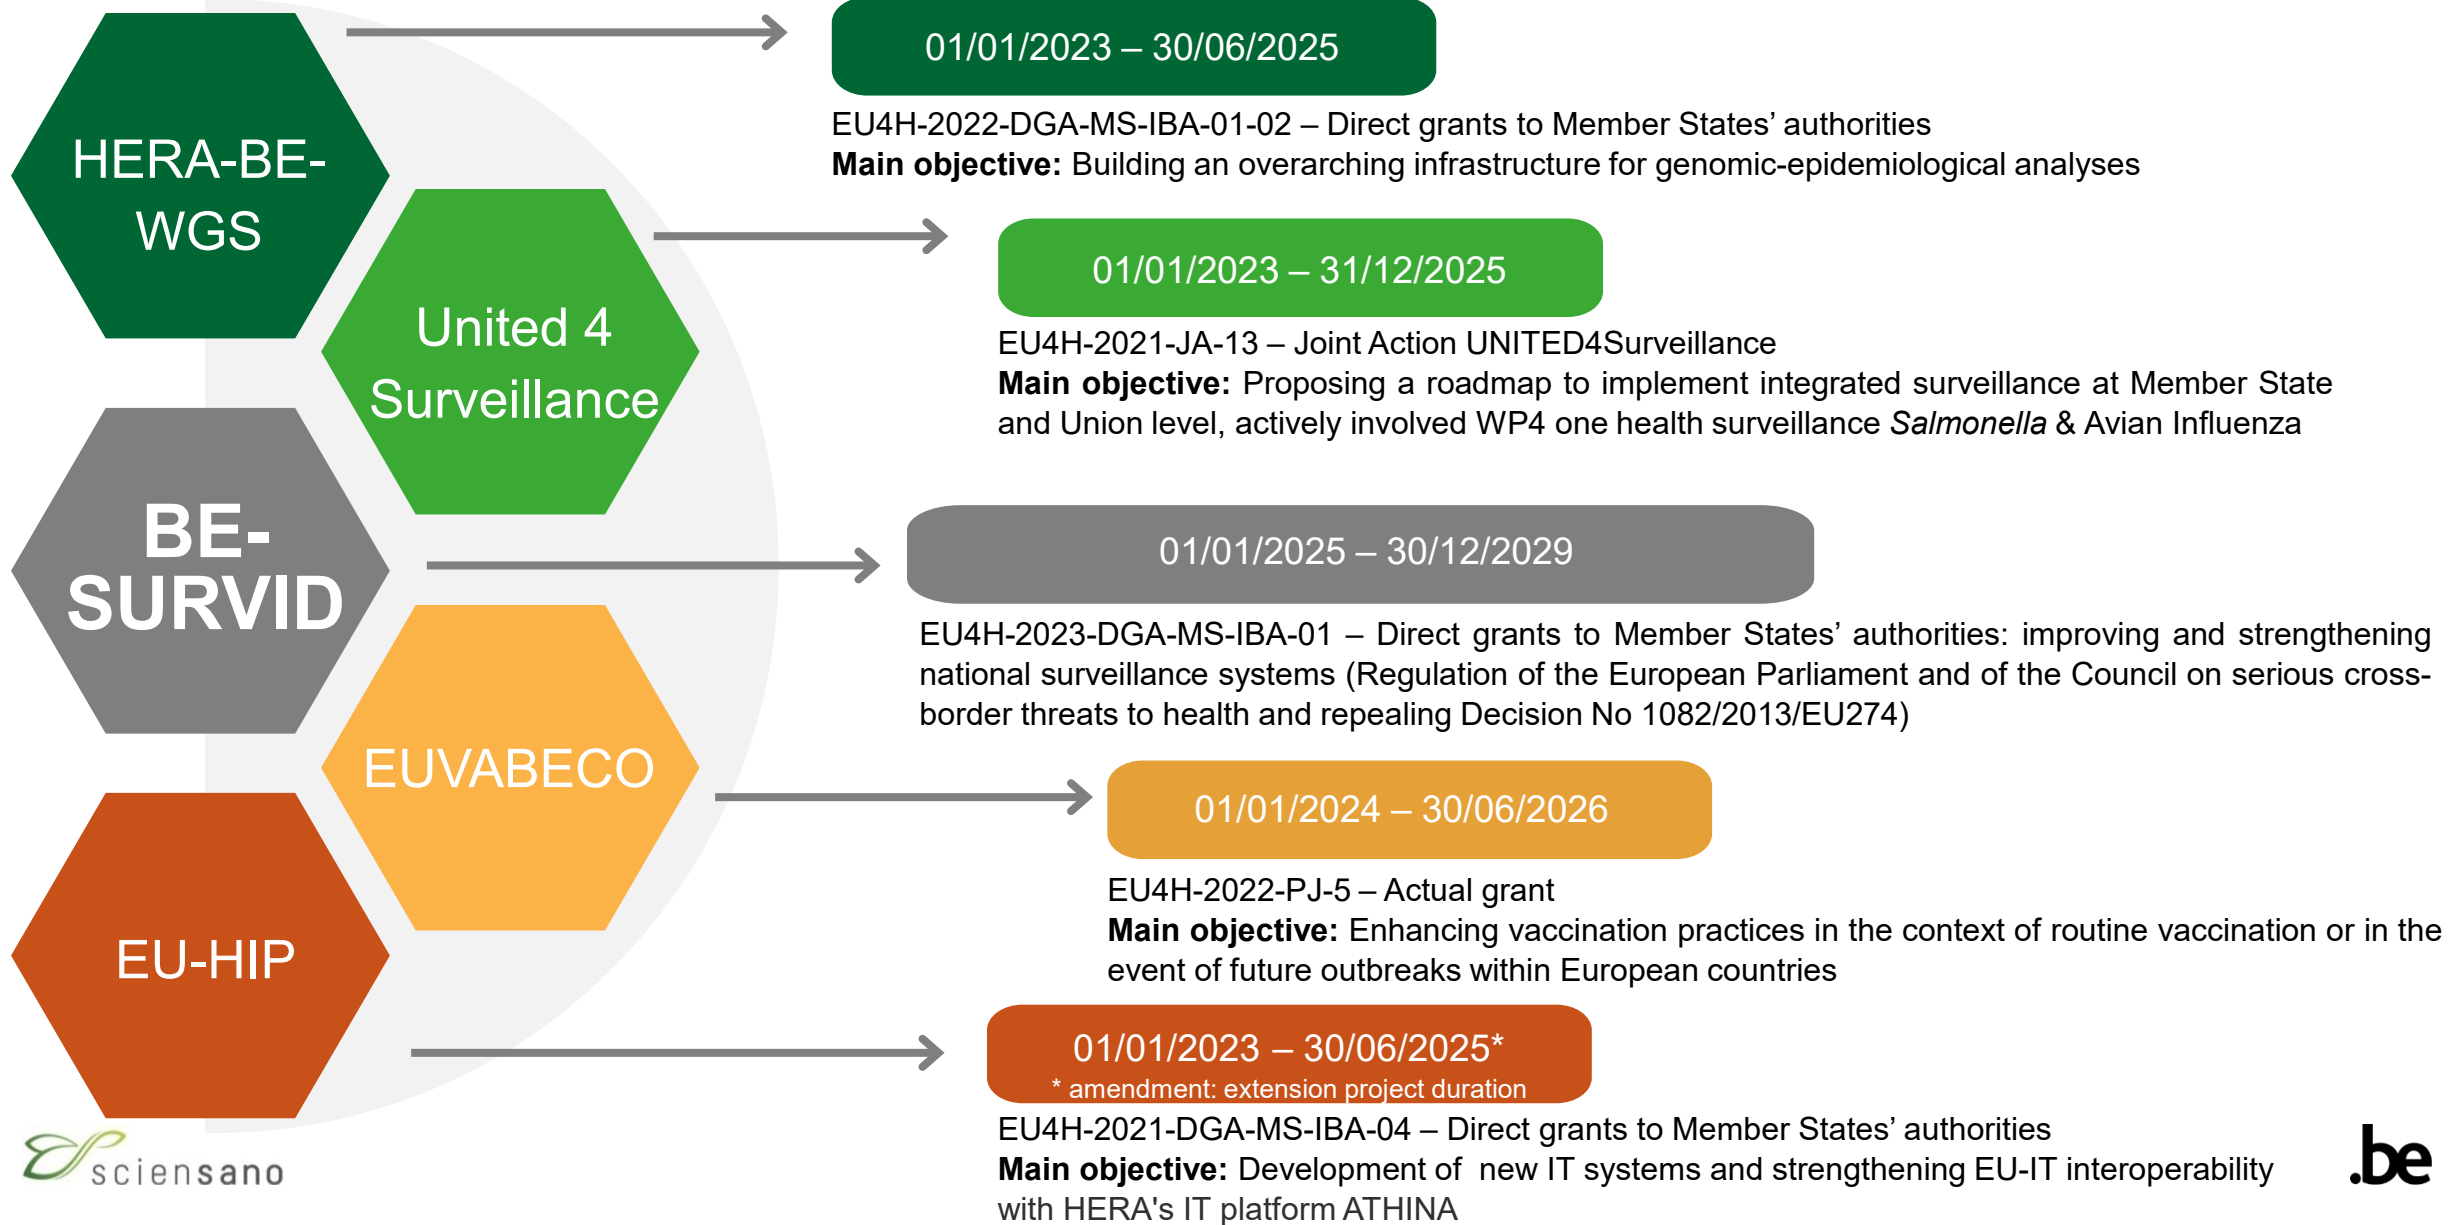 HERA-BE-
WGS
01/01/2023 – 30/06/2025
EU4H-2022-DGA-MS-IBA-01-02 – Direct grants to Member States’ authorities
Main objective: Building an overarching infrastructure for genomic-epidemiological analyses
United 4
Surveillance
01/01/2023 – 31/12/2025
EU4H-2021-JA-13 – Joint Action UNITED4Surveillance
Main objective: Proposing a roadmap to implement integrated surveillance at Member State
and Union level, actively involved WP4 one health surveillance Salmonella & Avian Influenza
BE-
SURVID
01/01/2025 – 30/12/2029
EU4H-2023-DGA-MS-IBA-01 – Direct grants to Member States’ authorities: improving and strengthening
national surveillance systems (Regulation of the European Parliament and of the Council on serious cross-
border threats to health and repealing Decision No 1082/2013/EU274)
EUVABECO
01/01/2024 – 30/06/2026
EU4H-2022-PJ-5 – Actual grant
Main objective: Enhancing vaccination practices in the context of routine vaccination or in the
event of future outbreaks within European countries
EU-HIP
01/01/2023 – 30/06/2025*
* amendment: extension project duration
EU4H-2021-DGA-MS-IBA-04 – Direct grants to Member States’ authorities
Main objective: Development of  new IT systems and strengthening EU-IT interoperability
with HERA's IT platform ATHINA
sciensano
.be